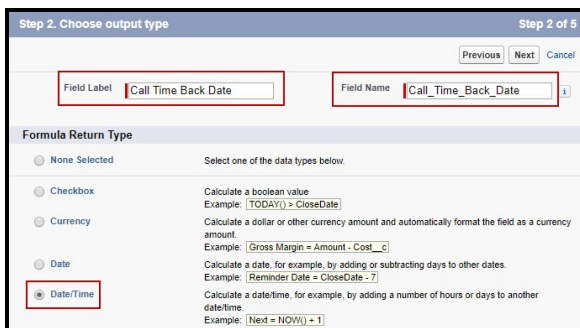 Step 2. Choose output type Step 2 of 5
Previous Next Cancel
Field Label Call Time Back Date Field Name Call_Time_Back_Date i
Formula Return Type
None Selected Select one of the data types below.
Checkbox Calculate a boolean value
Example: TODAY() > CloseDate
Currency Calculate a dollar or other currency amount and automatically format the field as a currency
amount.
Example: Gross Margin = Amount - Cost__c
Date Calculate a date, for example, by adding or subtracting days to other dates.
Example: Reminder Date = CloseDate - 7
Date/Time Calculate a date/time, for example, by adding a number of hours or days to another
date/time.
Example: Next = NOW() + 1